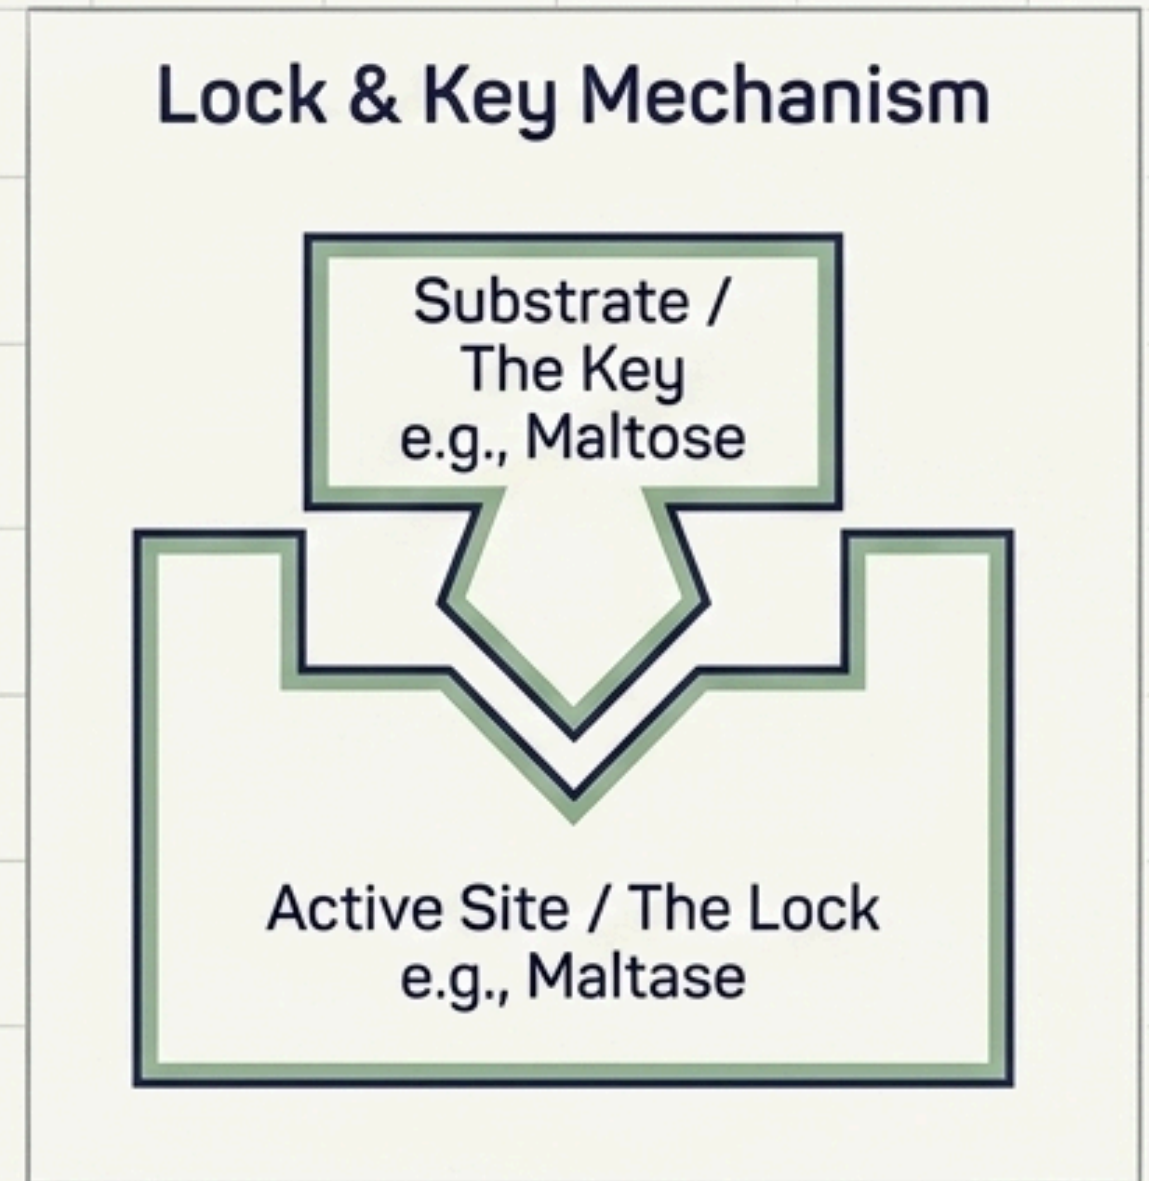 Lock & Key Mechanism
Substrate /
The Key
e.g., Maltose
Active Site / The Lock
e.g., Maltase